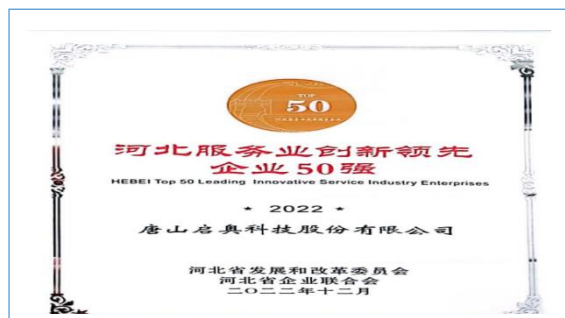 TOP
50
河北服务业创新领先
企业50强
HEBEI Top 50 Leading Innovative Service Industry Enterprises
★ 2022 ★
唐山启奥科技股份有限公司
河北省发展和改革委员会
河北省企业联合会
二〇二二年十二月